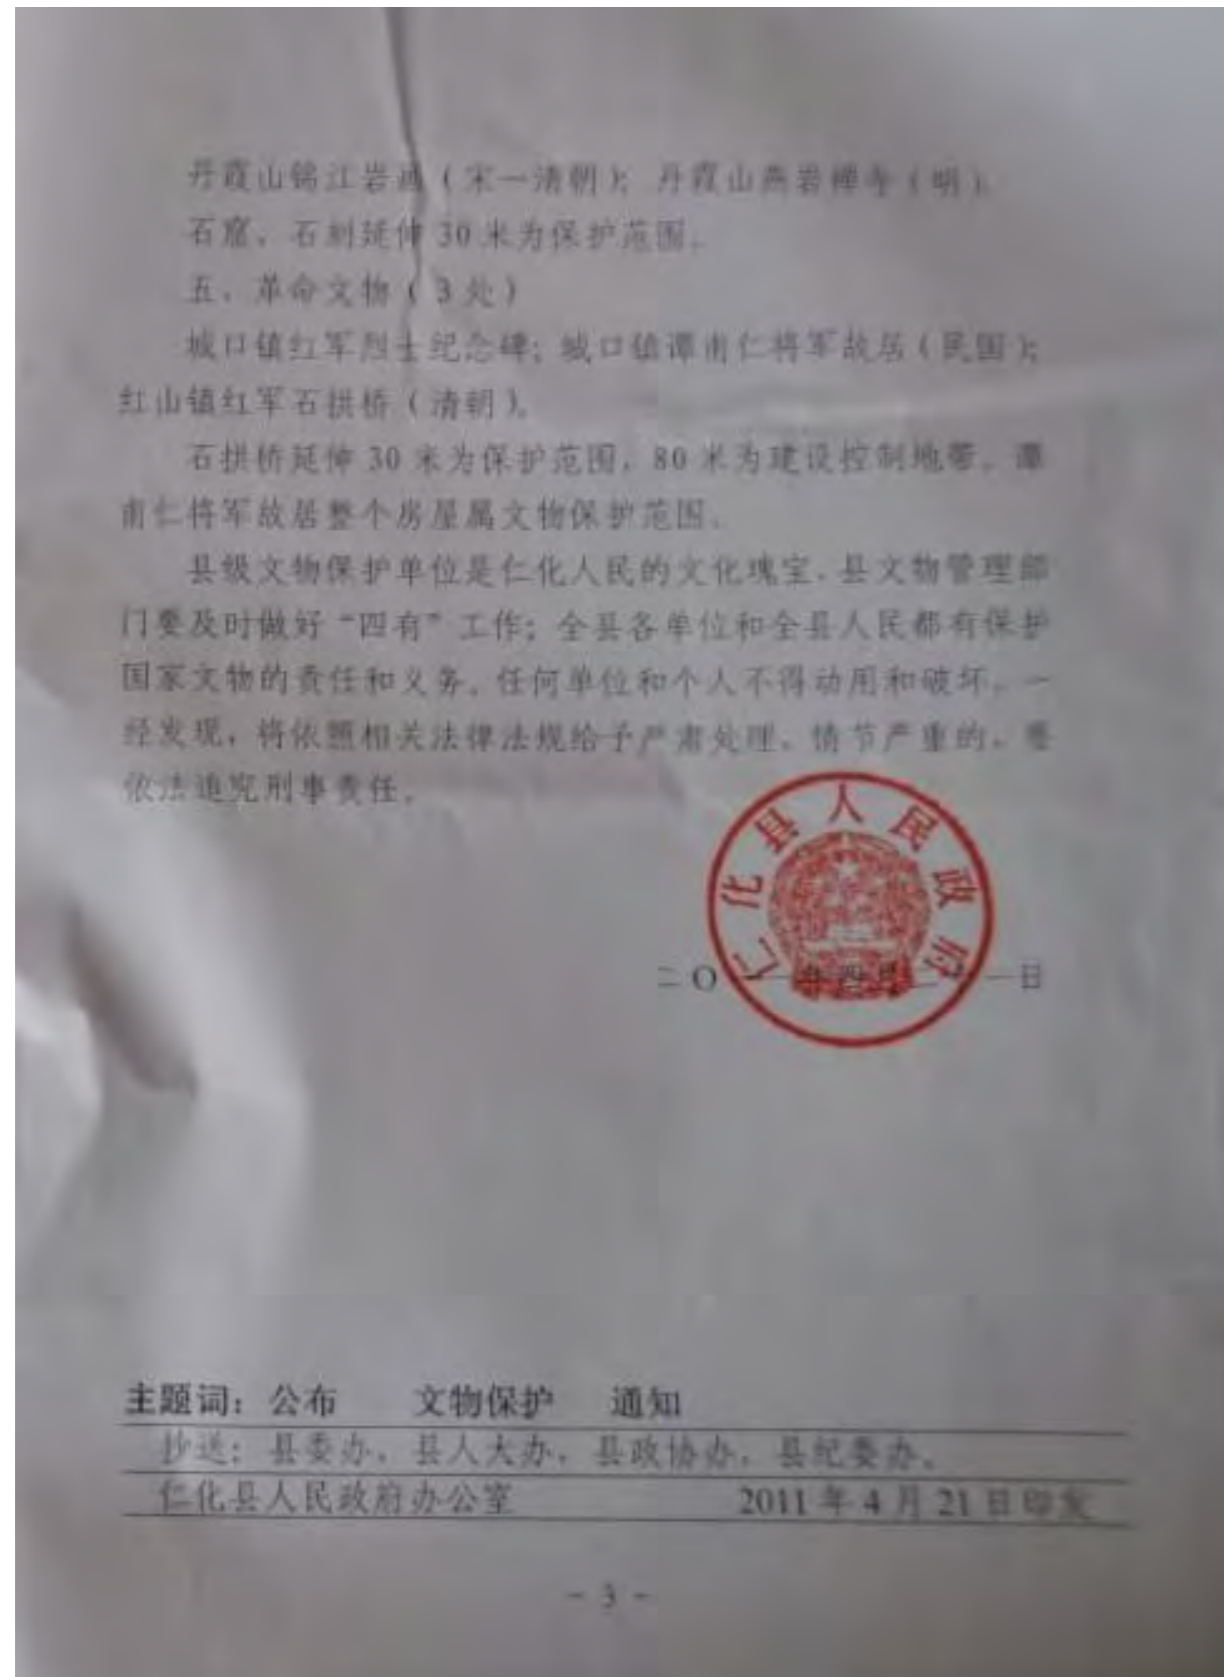 丹霞山锦江岩画(宋一清朝);丹霞山燕岩禅寺(明)。
石窟、石刻延伸30米为保护范围。
五、革命文物(3处)
城口镇红军烈士纪念碑;城口镇谭甫仁将军故居(民国);
红山镇红军石拱桥(清朝)。
石拱桥延伸30米为保护范围,80米为建设控制地带。谭
甫仁将军故居整个房屋属文物保护范围。
县级文物保护单位是仁化人民的文化瑰宝,县文物管理部
门要及时做好“四有”工作;全县各单位和全县人民都有保护
国家文物的责任和义务,任何单位和个人不得动用和破坏。一
经发现,将依照相关法律法规给予严肃处理,情节严重的,要
依法追究刑事责任。
仁化县人民政府
二〇一一年四月二十一日
主题词:公布 文物保护 通知
抄送:县委办、县人大办、县政协办、县纪委办。
仁化县人民政府办公室 2011年4月21日印发
- 3 -